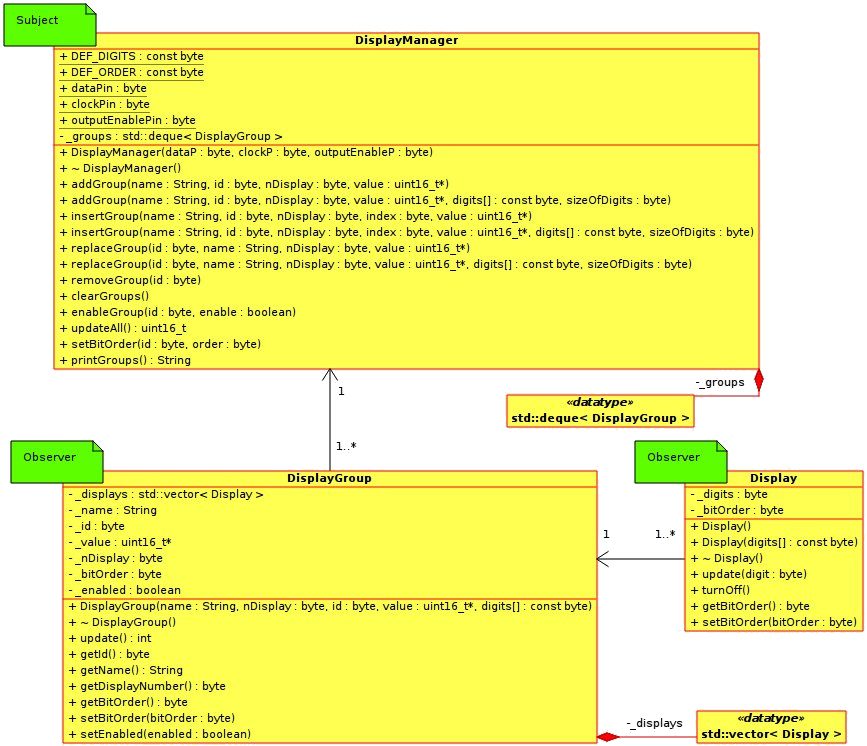 Subject
DisplayManager
+ DEF_DIGITS : const byte
+ DEF_ORDER : const byte
+ dataPin : byte
+ clockPin : byte
+ outputEnablePin : byte
- _groups : std::deque< DisplayGroup >
+ DisplayManager(dataP : byte, clockP : byte, outputEnableP : byte)
+ ~ DisplayManager()
+ addGroup(name : String, id : byte, nDisplay : byte, value : uint16_t*)
+ addGroup(name : String, id : byte, nDisplay : byte, value : uint16_t*, digits[] : const byte, sizeOfDigits : byte)
+ insertGroup(name : String, id : byte, nDisplay : byte, index : byte, value : uint16_t*)
+ insertGroup(name : String, id : byte, nDisplay : byte, index : byte, value : uint16_t*, digits[] : const byte, sizeOfDigits : byte)
+ replaceGroup(id : byte, name : String, nDisplay : byte, value : uint16_t*)
+ replaceGroup(id : byte, name : String, nDisplay : byte, value : uint16_t*, digits[] : const byte, sizeOfDigits : byte)
+ removeGroup(id : byte)
+ clearGroups()
+ enableGroup(id : byte, enable : boolean)
+ updateAll() : uint16_t
+ setBitOrder(id : byte, order : byte)
+ printGroups() : String
-_groups
1
«datatype»
std::deque< DisplayGroup >
1..*
Observer
DisplayGroup
- _displays : std::vector< Display >
- _name : String
- _id : byte
- _value : uint16_t*
- _nDisplay : byte
- _bitOrder : byte
- _enabled : boolean
+ DisplayGroup(name : String, nDisplay : byte, id : byte, value : uint16_t*, digits[] : const byte)
+ ~ DisplayGroup()
+ update() : int
+ getId() : byte
+ getName() : String
+ getDisplayNumber() : byte
+ getBitOrder() : byte
+ setBitOrder(bitOrder : byte)
+ setEnabled(enabled : boolean)
1
1..*
Observer
Display
- _digits : byte
- _bitOrder : byte
+ Display()
+ Display(digits[] : const byte)
+ ~ Display()
+ update(digit : byte)
+ turnOff()
+ getBitOrder() : byte
+ setBitOrder(bitOrder : byte)
-_displays
«datatype»
std::vector< Display >